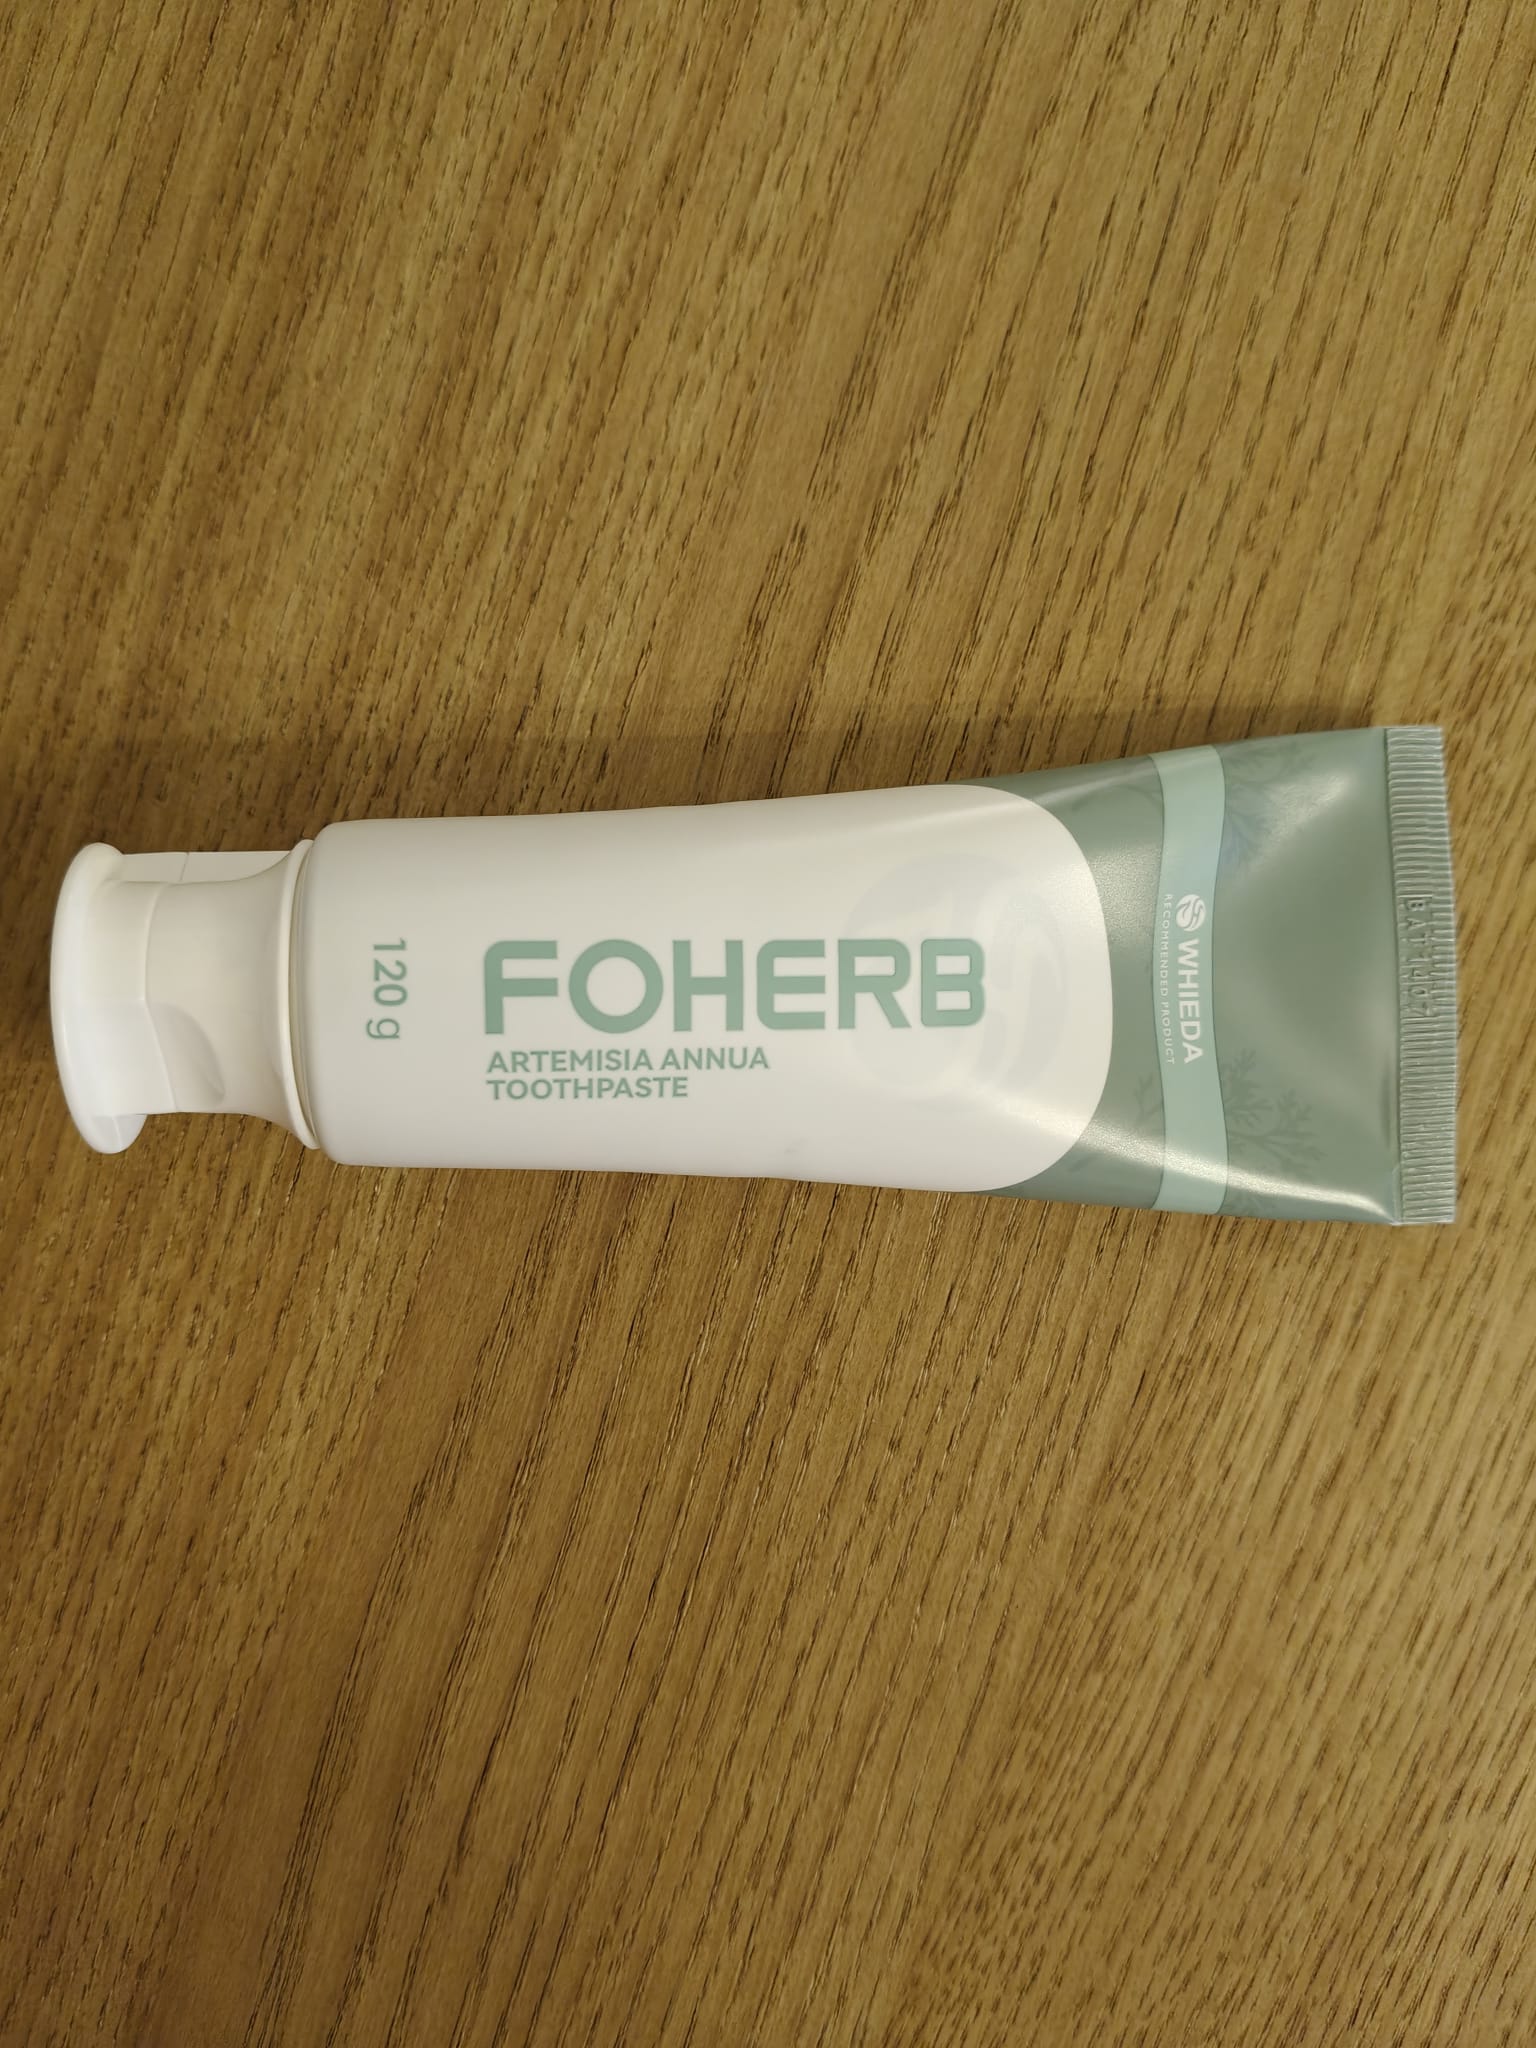 FOHERB
ARTEMISIA ANNUA
TOOTHPASTE
120 g
WHIEDA
RECOMMENDED PRODUCT